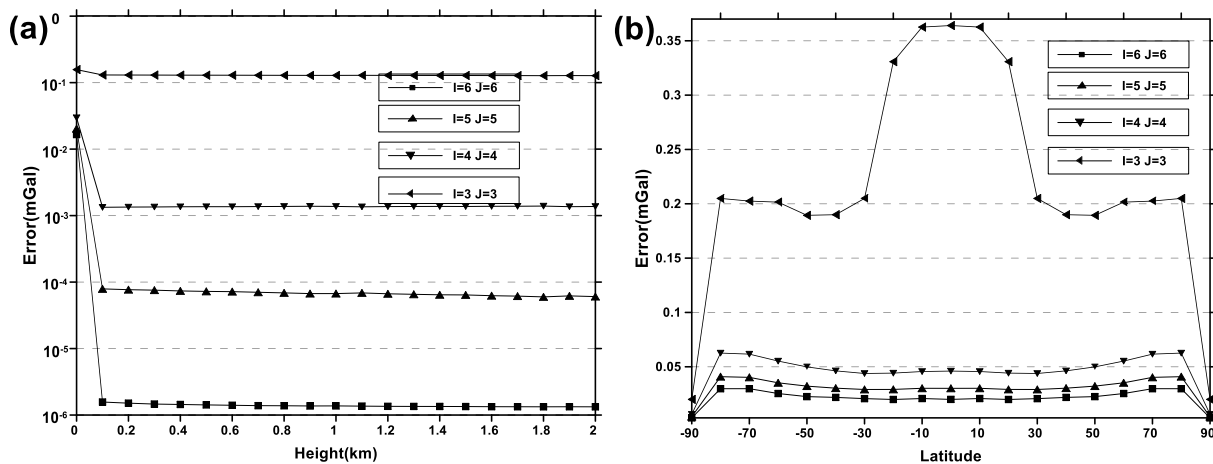 (a)
0
10-1
10-2
10-3
10-4
10-5
10-6
Error(mGal)
I=6 J=6
I=5 J=5
I=4 J=4
I=3 J=3
0 0.2 0.4 0.6 0.8 1 1.2 1.4 1.6 1.8 2
Height(km)
(b)
0.35
0.3
0.25
0.2
0.15
0.1
0.05
Error(mGal)
I=6 J=6
I=5 J=5
I=4 J=4
I=3 J=3
-90 -70 -50 -30 -10 10 30 50 70 90
Latitude